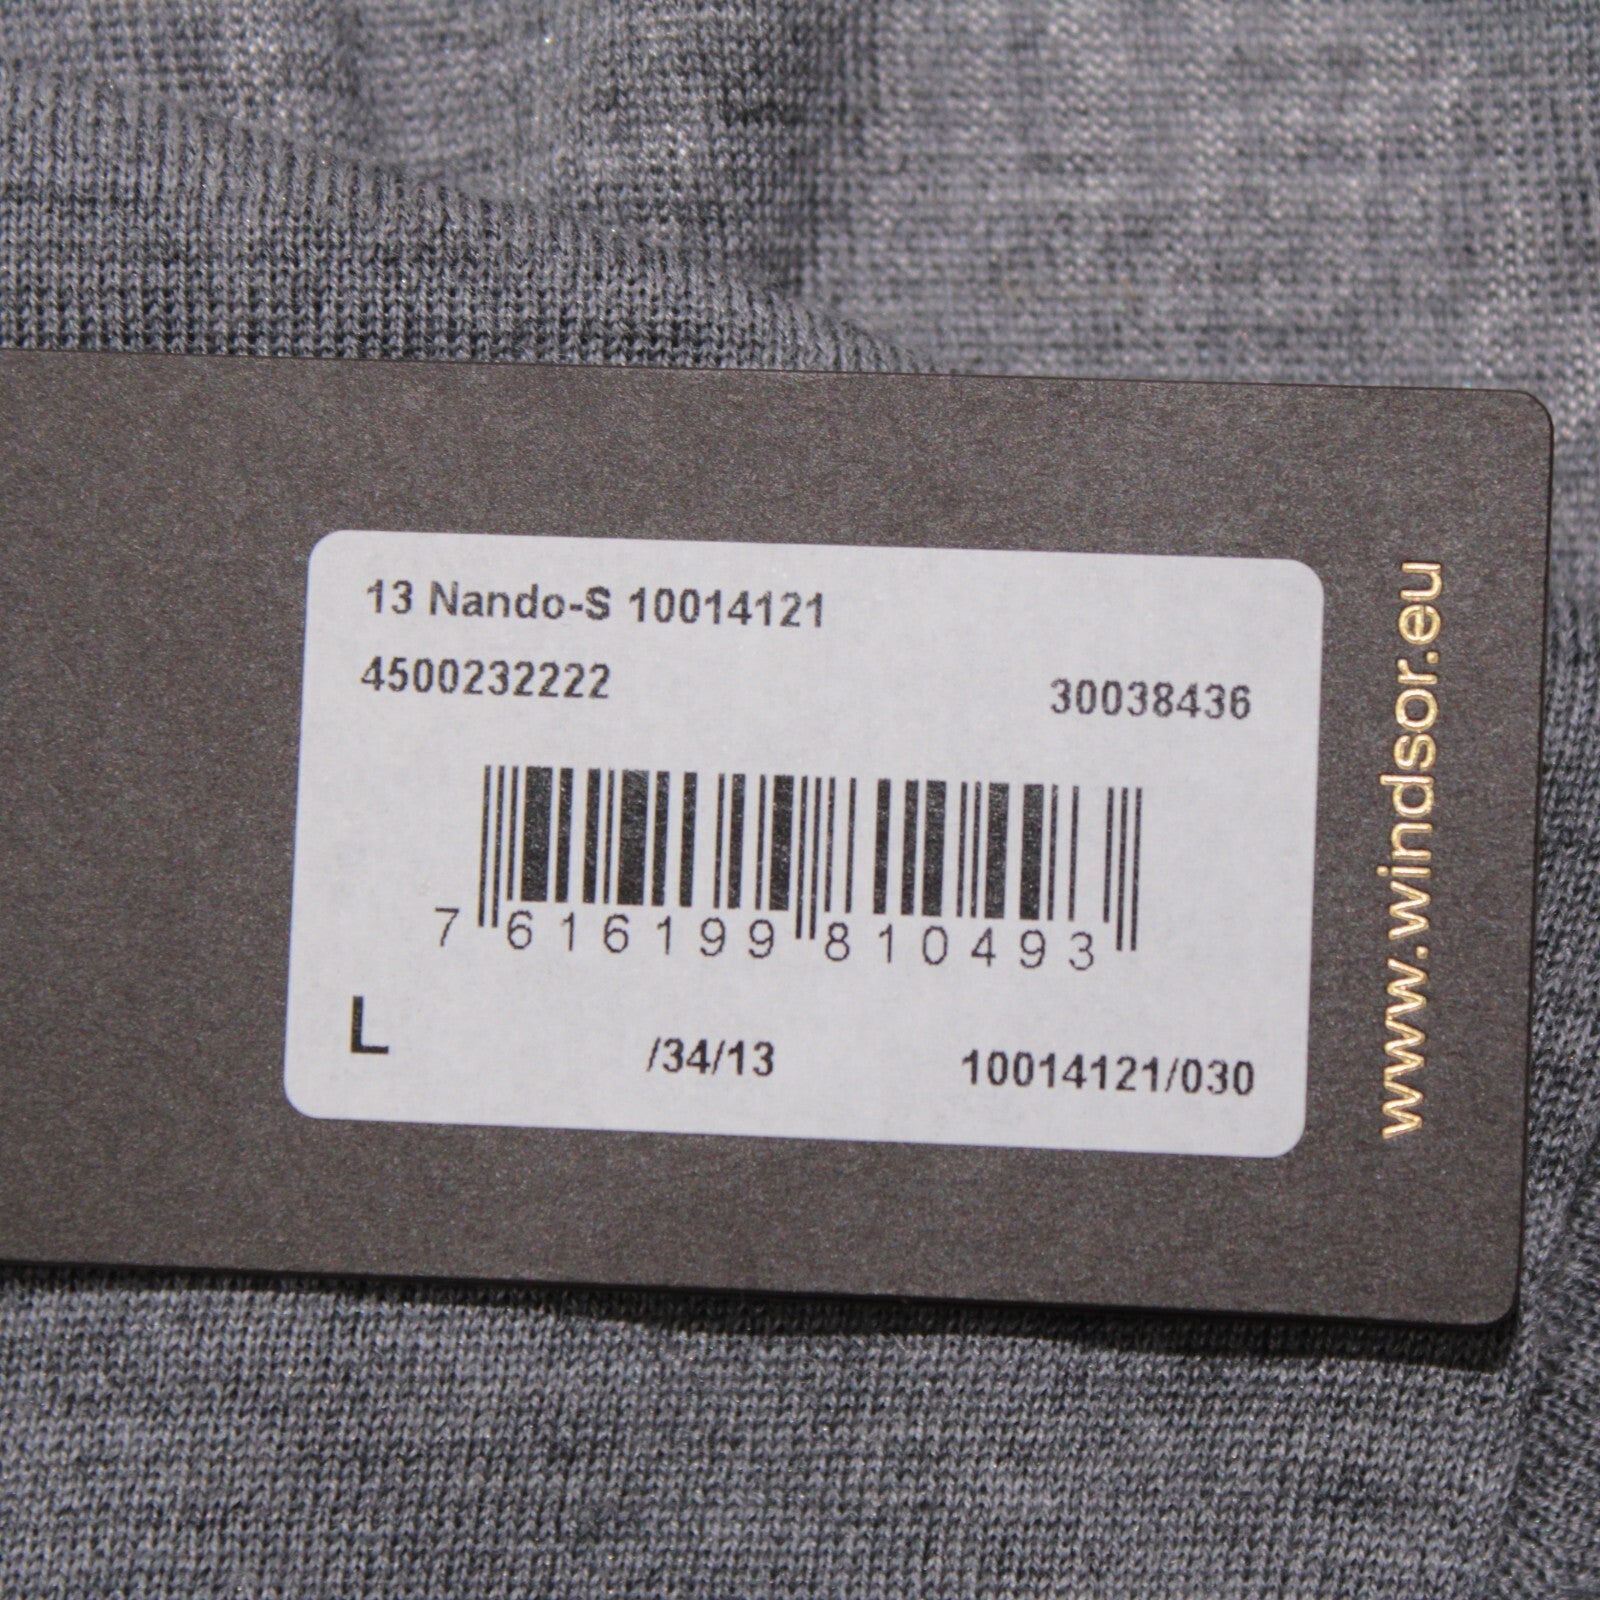 13 Nando-S 10014121
4500232222 30038436
7 616199 810493
L /34/13 10014121/030
www.windsor.eu